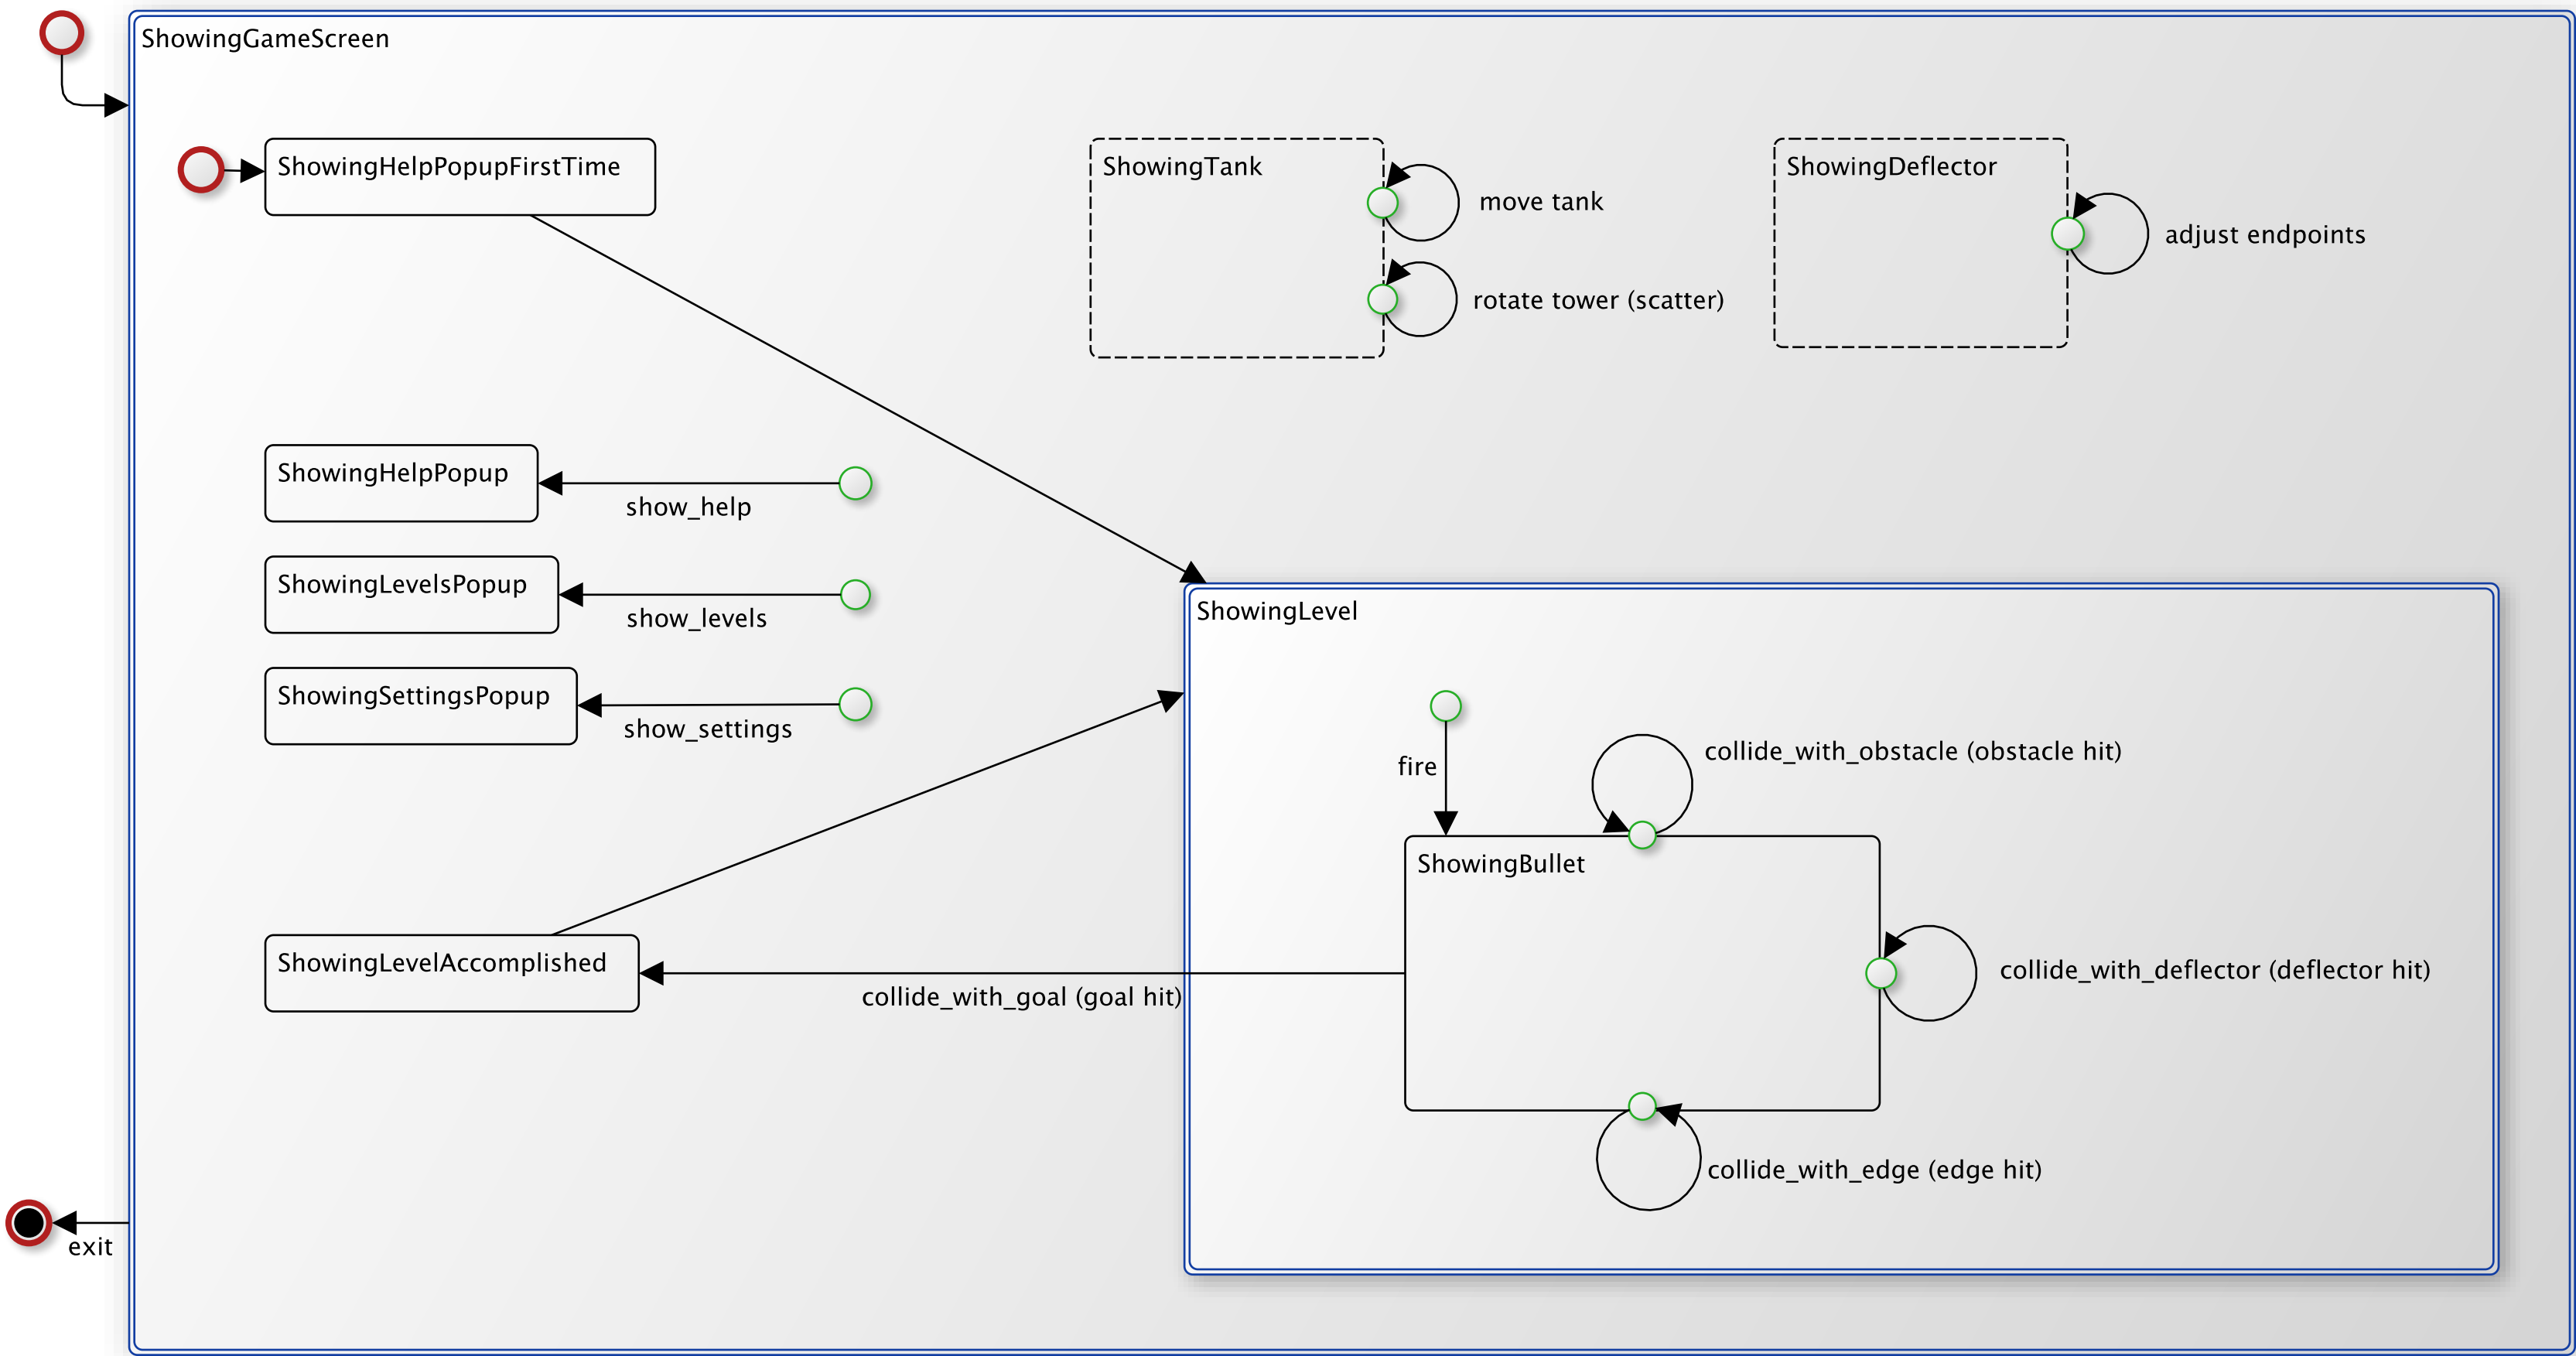 ShowingGameScreen
ShowingHelpPopupFirstTime
ShowingTank
move tank
rotate tower (scatter)
ShowingDeflector
adjust endpoints
ShowingHelpPopup
show_help
ShowingLevelsPopup
show_levels
ShowingSettingsPopup
show_settings
ShowingLevel
fire
collide_with_obstacle (obstacle hit)
ShowingBullet
ShowingLevelAccomplished
collide_with_goal (goal hit)
collide_with_deflector (deflector hit)
collide_with_edge (edge hit)
exit